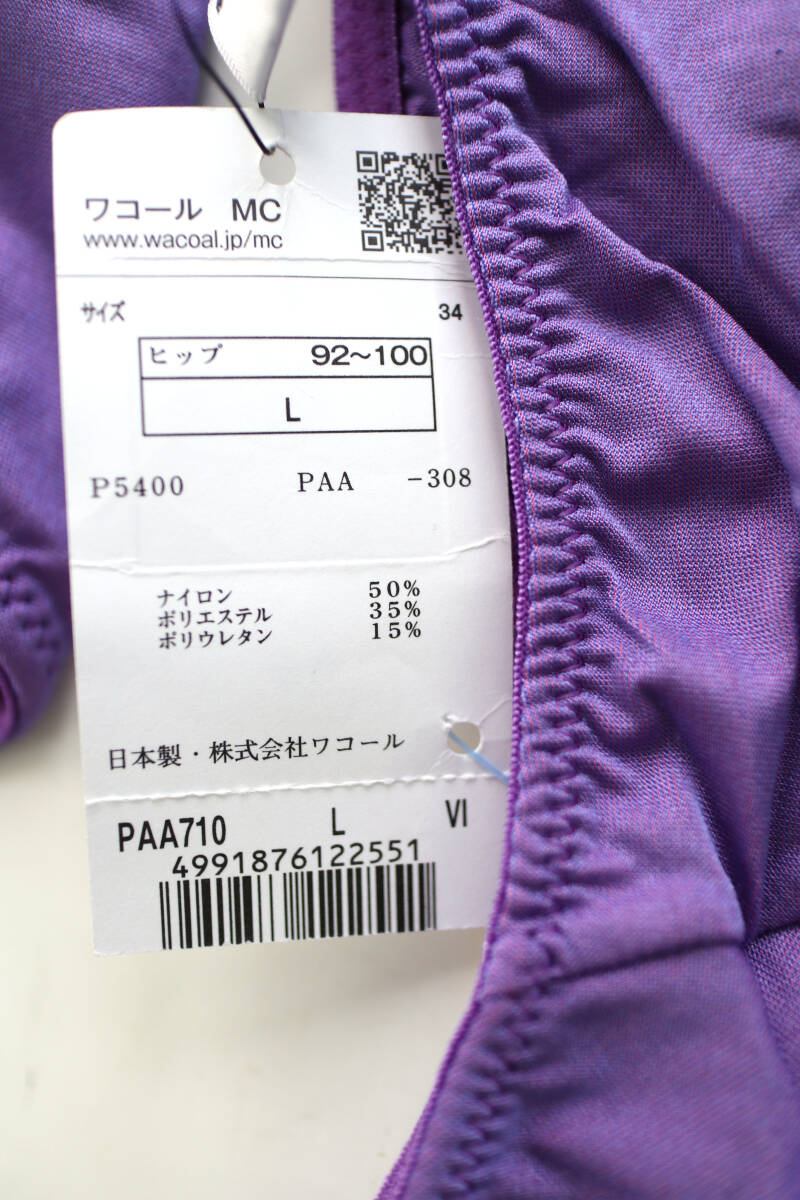 ワコール MC
www.wacoal.jp/mc
サイズ 34
ヒップ 92～100
L
P5400 PAA -308
ナイロン 50%
ポリエステル 35%
ポリウレタン 15%
日本製・株式会社ワコール
PAA710 L VI
4991876122551